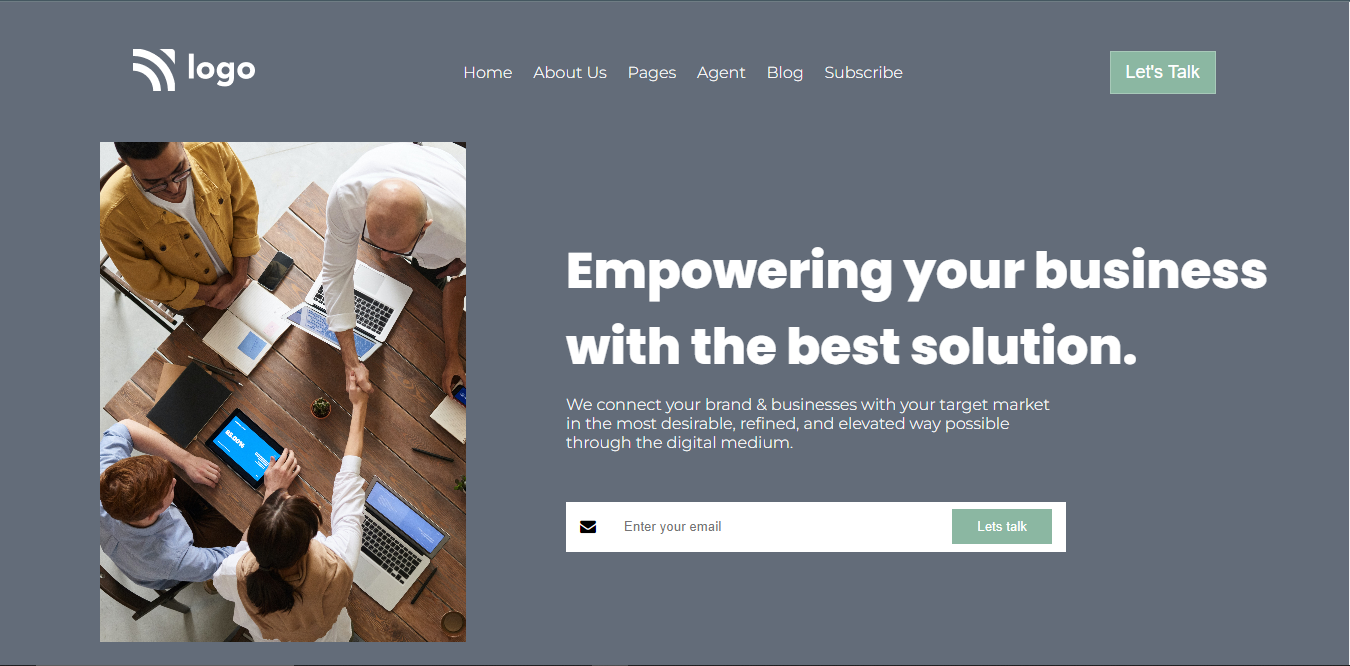 logo
Home About Us Pages Agent Blog Subscribe
Let's Talk
Empowering your business
with the best solution.
We connect your brand & businesses with your target market
in the most desirable, refined, and elevated way possible
through the digital medium.
Enter your email
Lets talk